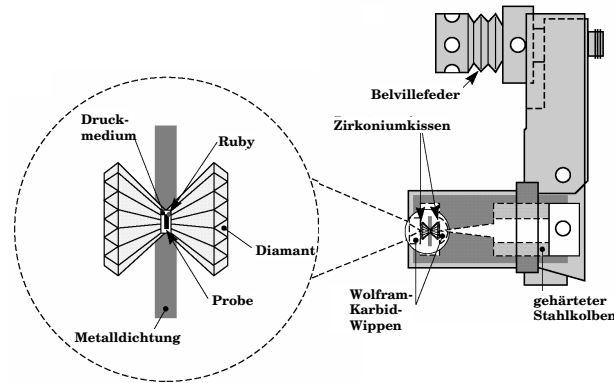 Druck-
medium
Ruby
Diamant
Probe
Metalldichtung
Belvillefeder
Zirkoniumkissen
Wolfram-
Karbid-
Wippen
gehärteter
Stahlkolben